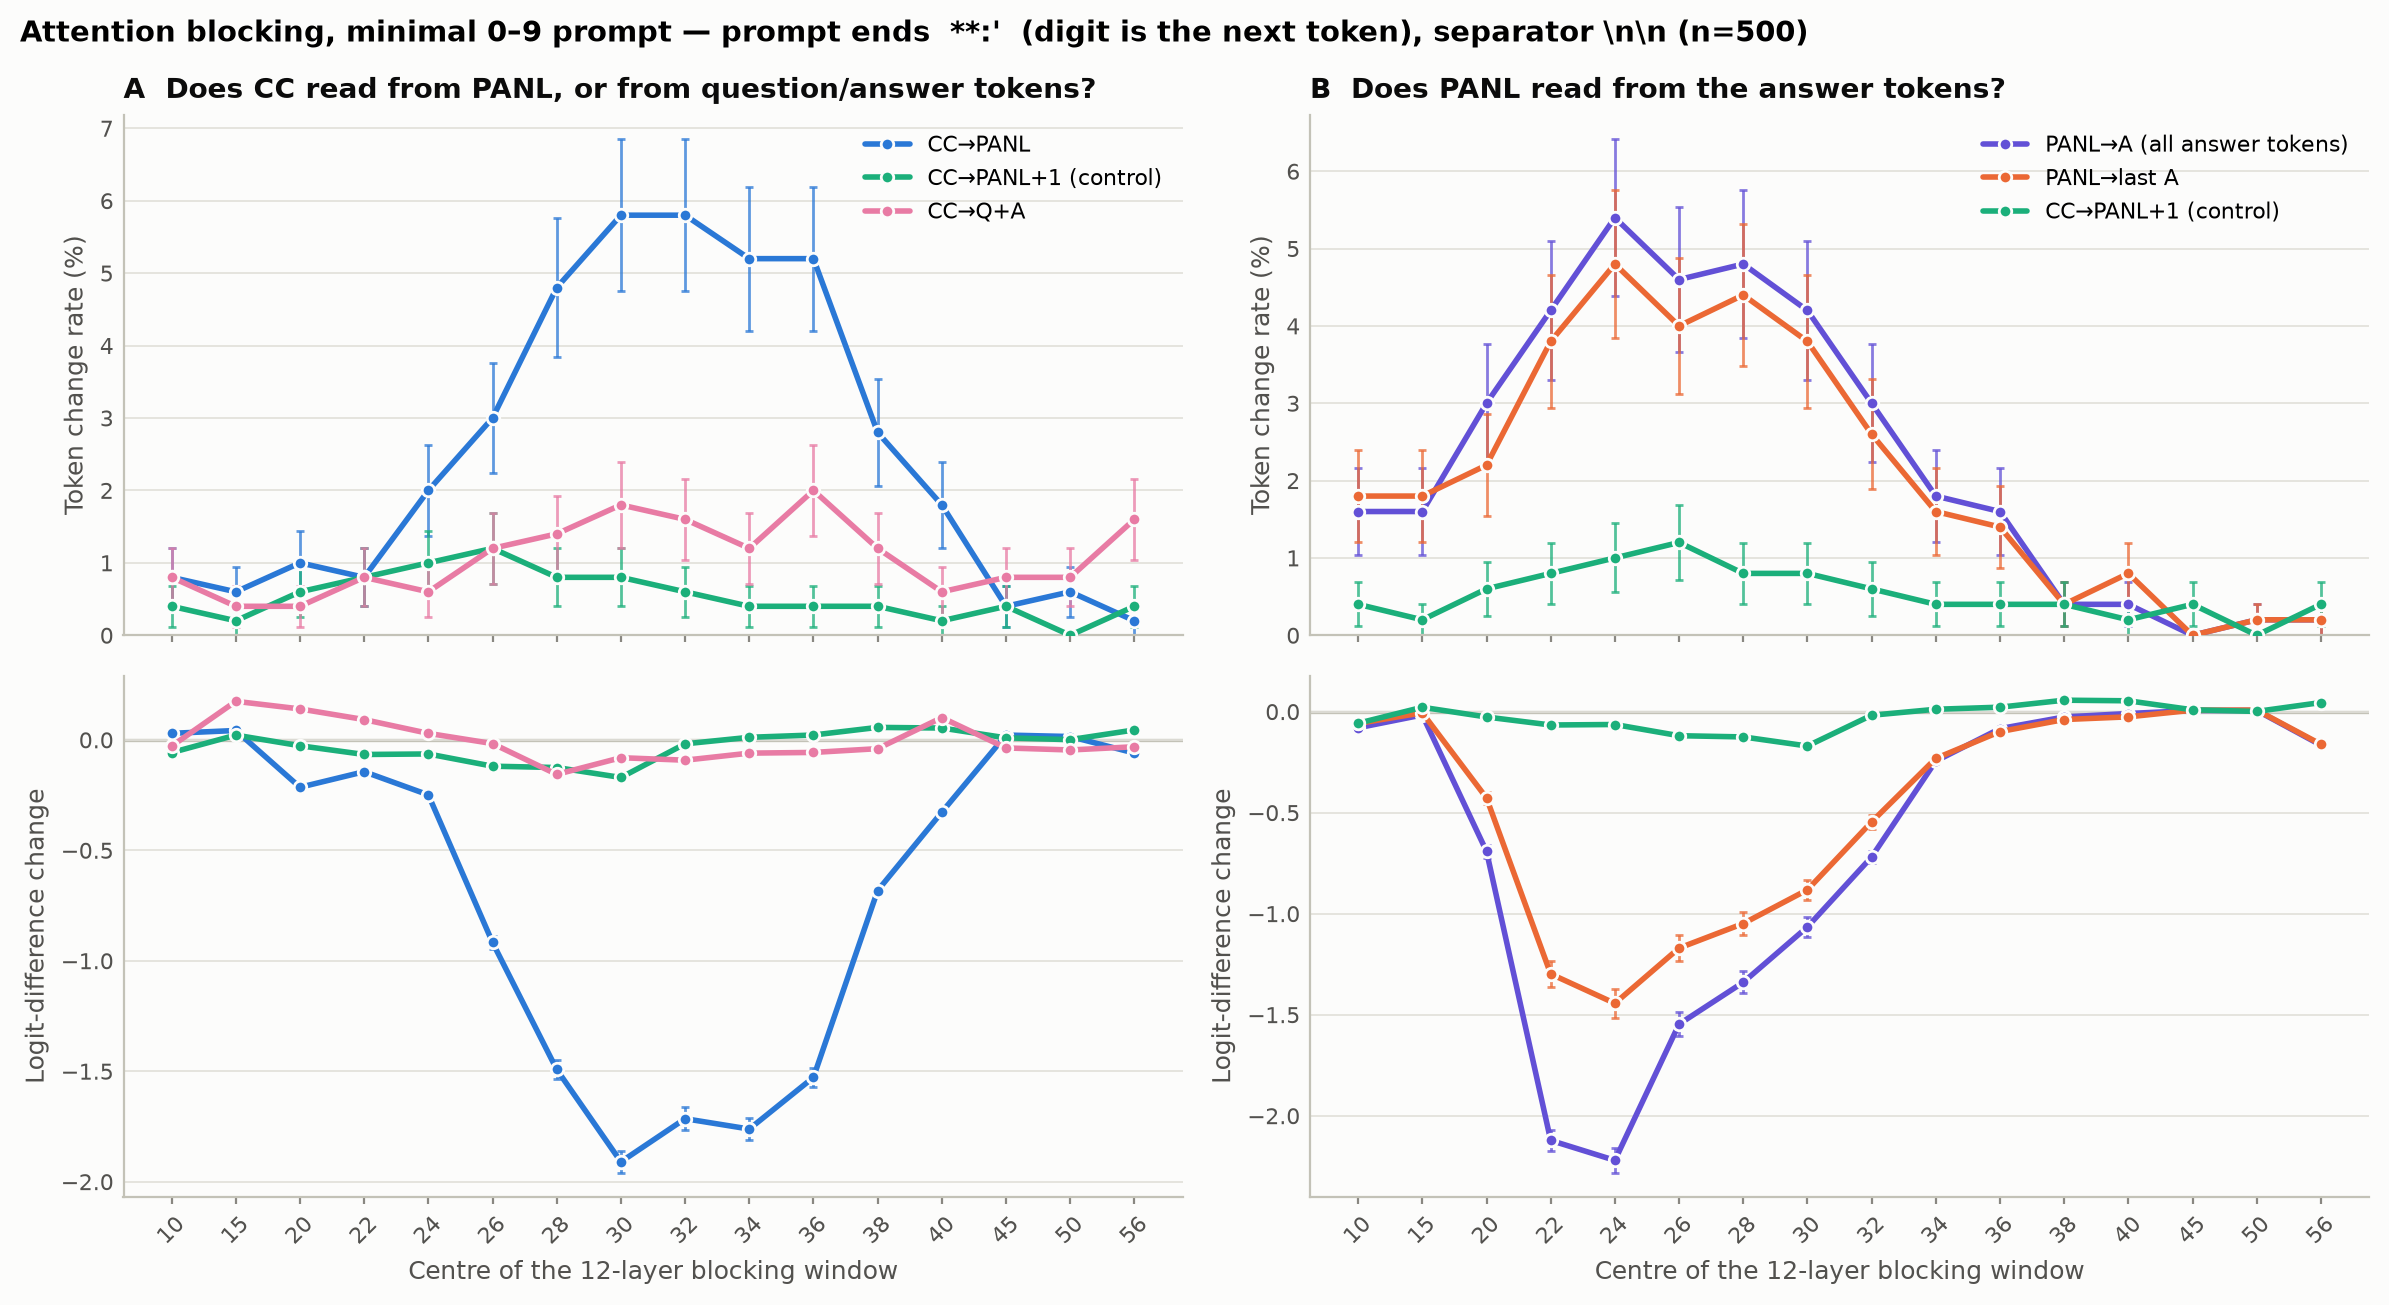 Attention blocking, minimal 0–9 prompt — prompt ends  **:'  (digit is the next token), separator \n\n (n=500)
A  Does CC read from PANL, or from question/answer tokens?
7
6
5
4
3
2
1
0
Token change rate (%)
CC→PANL
CC→PANL+1 (control)
CC→Q+A
B  Does PANL read from the answer tokens?
6
5
4
3
2
1
0
Token change rate (%)
PANL→A (all answer tokens)
PANL→last A
CC→PANL+1 (control)
0.0
−0.5
−1.0
−1.5
−2.0
Logit-difference change
10 15 20 22 24 26 28 30 32 34 36 38 40 45 50 56
Centre of the 12-layer blocking window
0.0
−0.5
−1.0
−1.5
−2.0
Logit-difference change
10 15 20 22 24 26 28 30 32 34 36 38 40 45 50 56
Centre of the 12-layer blocking window